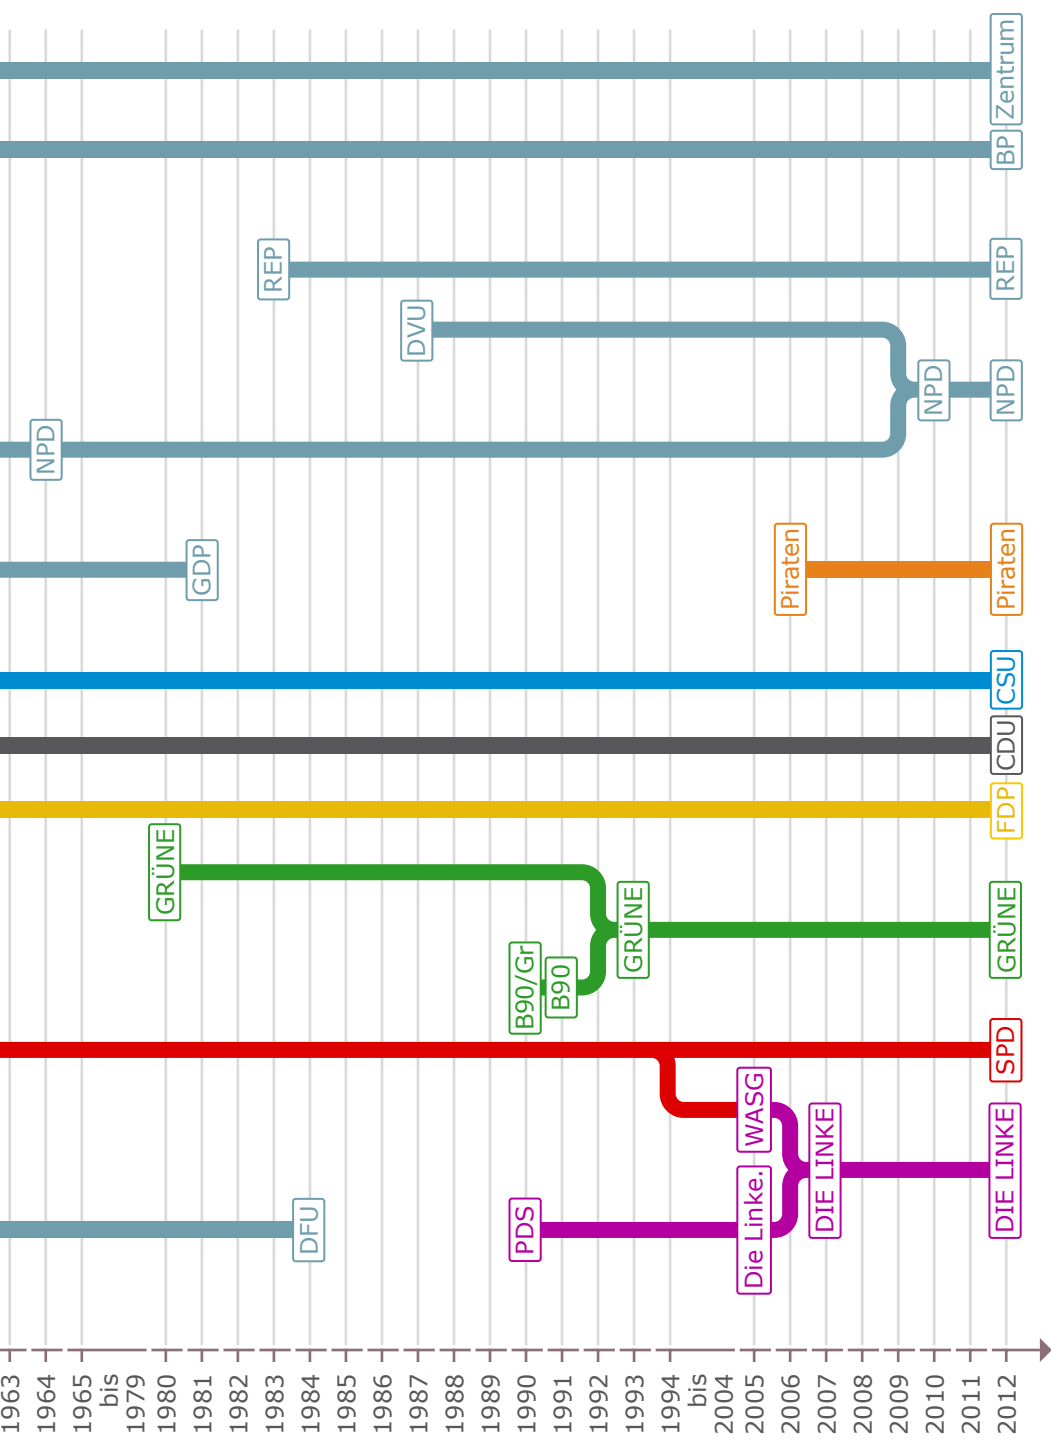 Zentrum
BP
REP
REP
DVU
NPD
NPD
NPD
GDP
Piraten
Piraten
CSU
CDU
FDP
GRÜNE
GRÜNE
GRÜNE
B90/Gr
B90
SPD
WASG
DIE LINKE
DIE LINKE
Die Linke.
PDS
DFU
1963
1964
1965
bis
1979
1980
1981
1982
1983
1984
1985
1986
1987
1988
1989
1990
1991
1992
1993
1994
bis
2004
2005
2006
2007
2008
2009
2010
2011
2012